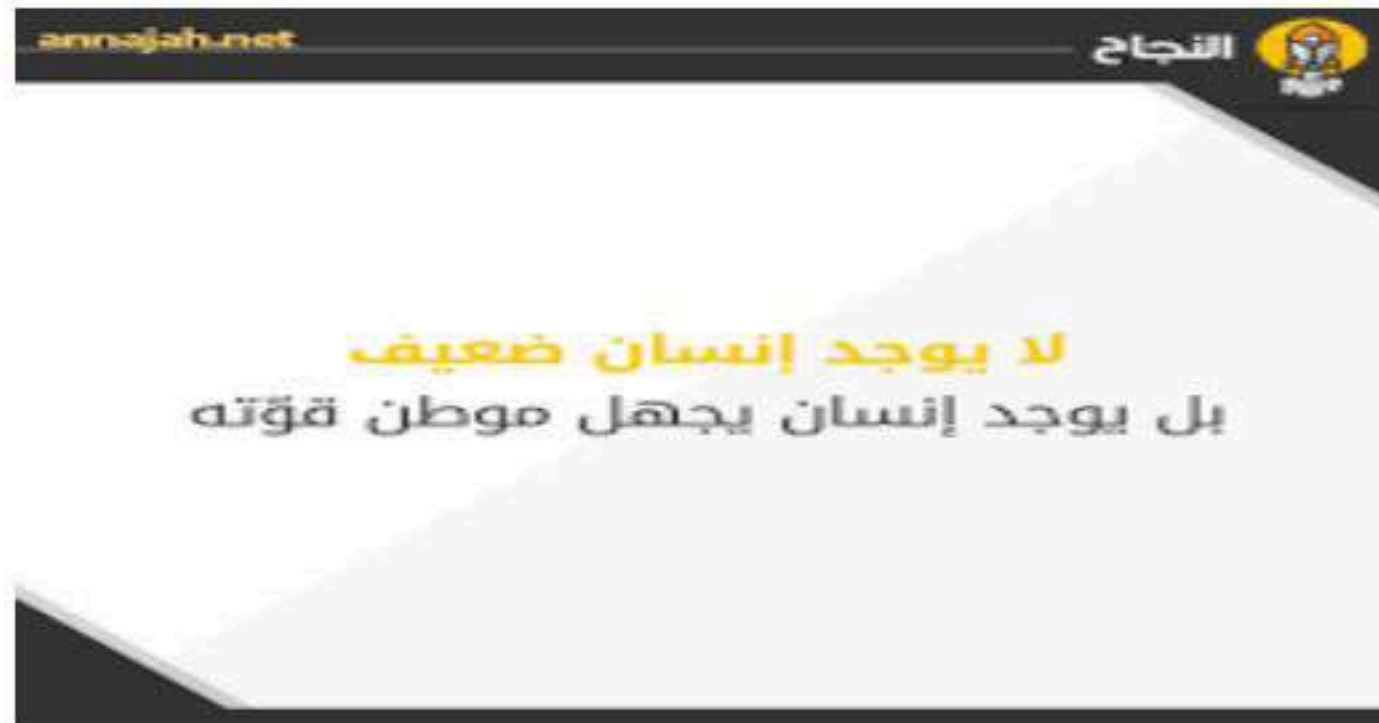 النجاح
annajah.net
لا يوجد إنسان ضعيف
بل يوجد إنسان يجهل موطن قوّته